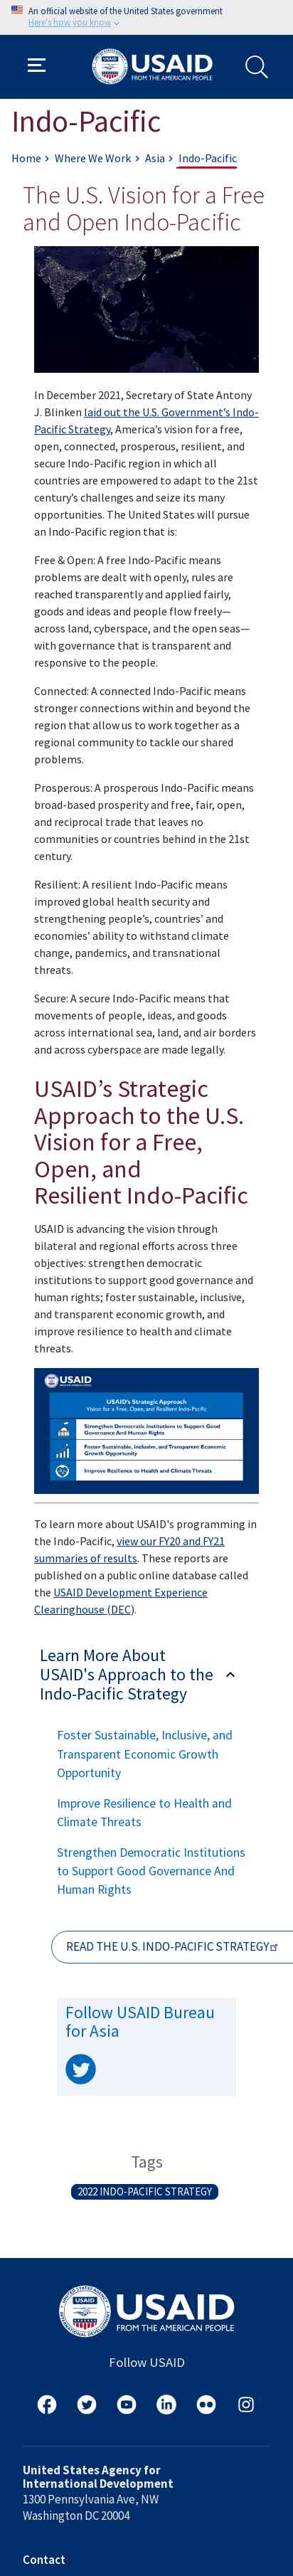 An official website of the United States government
Here's how you know
USAID
FROM THE AMERICAN PEOPLE
Indo-Pacific
Home > Where We Work > Asia > Indo-Pacific
The U.S. Vision for a Free
and Open Indo-Pacific
In December 2021, Secretary of State Antony
J. Blinken laid out the U.S. Government’s Indo-
Pacific Strategy, America’s vision for a free,
open, connected, prosperous, resilient, and
secure Indo-Pacific region in which all
countries are empowered to adapt to the 21st
century’s challenges and seize its many
opportunities. The United States will pursue
an Indo-Pacific region that is:
Free & Open: A free Indo-Pacific means
problems are dealt with openly, rules are
reached transparently and applied fairly,
goods and ideas and people flow freely—
across land, cyberspace, and the open seas—
with governance that is transparent and
responsive to the people.
Connected: A connected Indo-Pacific means
stronger connections within and beyond the
region that allow us to work together as a
regional community to tackle our shared
problems.
Prosperous: A prosperous Indo-Pacific means
broad-based prosperity and free, fair, open,
and reciprocal trade that leaves no
communities or countries behind in the 21st
century.
Resilient: A resilient Indo-Pacific means
improved global health security and
strengthening people’s, countries’ and
economies’ ability to withstand climate
change, pandemics, and transnational
threats.
Secure: A secure Indo-Pacific means that
movements of people, ideas, and goods
across international sea, land, and air borders
and across cyberspace are made legally.
USAID’s Strategic
Approach to the U.S.
Vision for a Free,
Open, and
Resilient Indo-Pacific
USAID is advancing the vision through
bilateral and regional efforts across three
objectives: strengthen democratic
institutions to support good governance and
human rights; foster sustainable, inclusive,
and transparent economic growth, and
improve resilience to health and climate
threats.
USAID
USAID's Strategic Approach
Vision for a Free, Open, and Resilient Indo-Pacific
Strengthen Democratic Institutions to Support Good
Governance And Human Rights
Foster Sustainable, Inclusive, and Transparent Economic
Growth Opportunity
Improve Resilience to Health and Climate Threats
To learn more about USAID's programming in
the Indo-Pacific, view our FY20 and FY21
summaries of results. These reports are
published on a public online database called
the USAID Development Experience
Clearinghouse (DEC).
Learn More About
USAID's Approach to the
Indo-Pacific Strategy
Foster Sustainable, Inclusive, and
Transparent Economic Growth
Opportunity
Improve Resilience to Health and
Climate Threats
Strengthen Democratic Institutions
to Support Good Governance And
Human Rights
READ THE U.S. INDO-PACIFIC STRATEGY
Follow USAID Bureau
for Asia
Tags
2022 INDO-PACIFIC STRATEGY
USAID
FROM THE AMERICAN PEOPLE
Follow USAID
United States Agency for
International Development
1300 Pennsylvania Ave, NW
Washington DC 20004
Contact